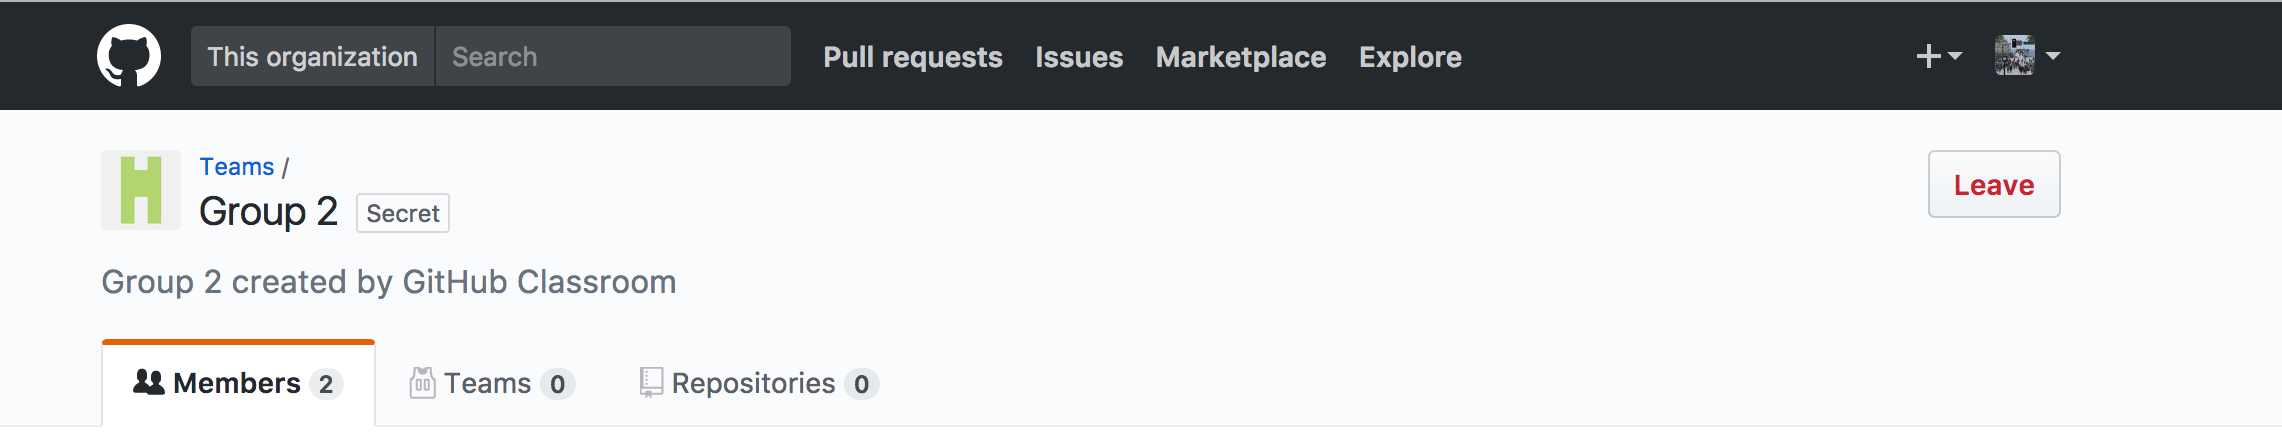 This organization Search Pull requests Issues Marketplace Explore
Teams /
Leave
Group 2 Secret
Group 2 created by GitHub Classroom
Members 2 Teams 0 Repositories 0